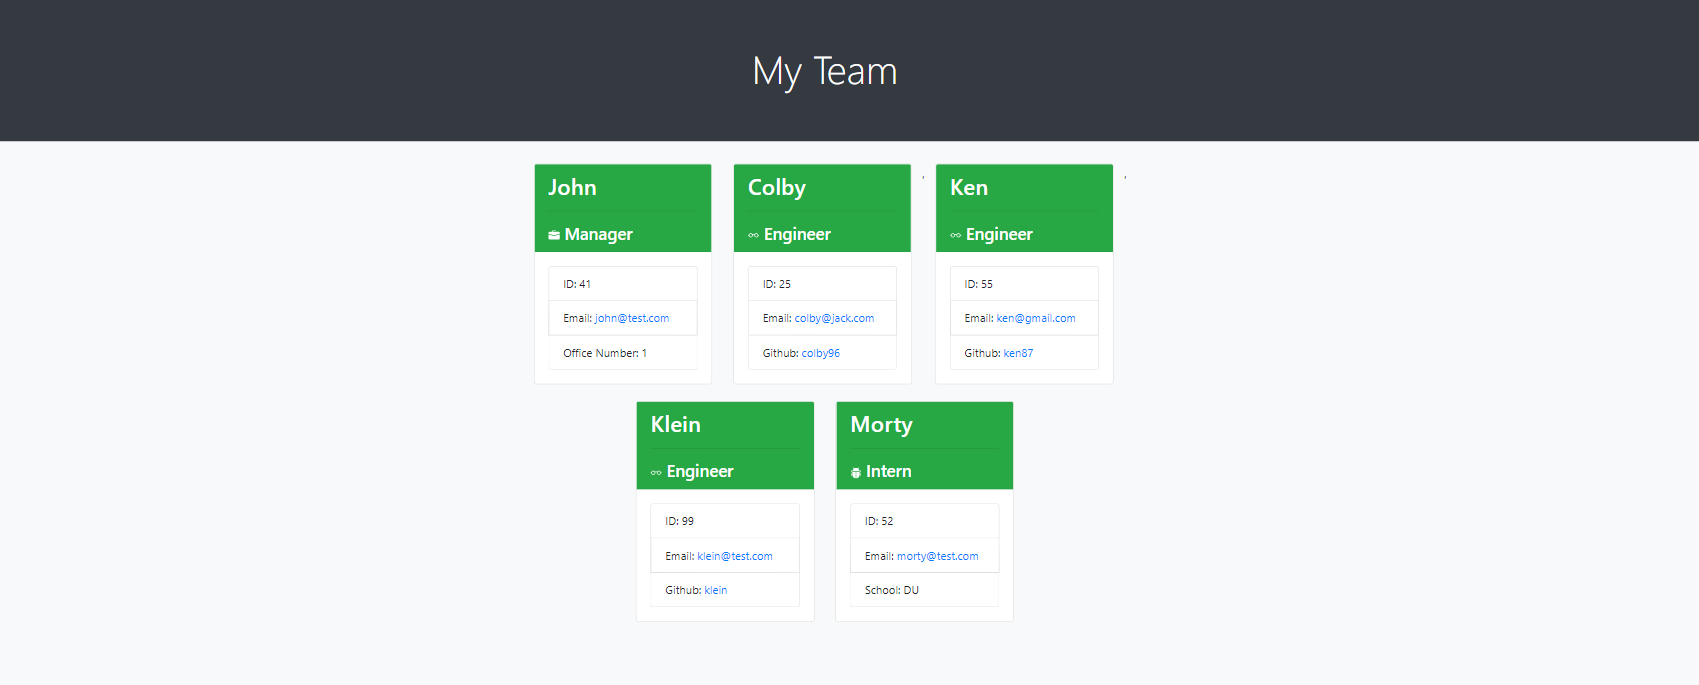 My Team
John
Manager
ID: 41
Email: john@test.com
Office Number: 1
Colby
Engineer
ID: 25
Email: colby@jack.com
Github: colby96
,
Ken
Engineer
ID: 55
Email: ken@gmail.com
Github: ken87
,
Klein
Engineer
ID: 99
Email: klein@test.com
Github: klein
Morty
Intern
ID: 52
Email: morty@test.com
School: DU